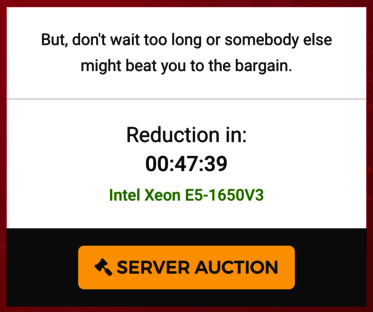 But, don't wait too long or somebody else
might beat you to the bargain.
Reduction in:
00:47:39
Intel Xeon E5-1650V3
SERVER AUCTION